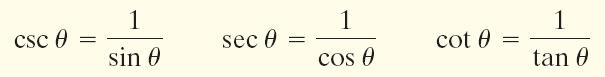 csc θ = 1/sin θ    sec θ = 1/cos θ    cot θ = 1/tan θ